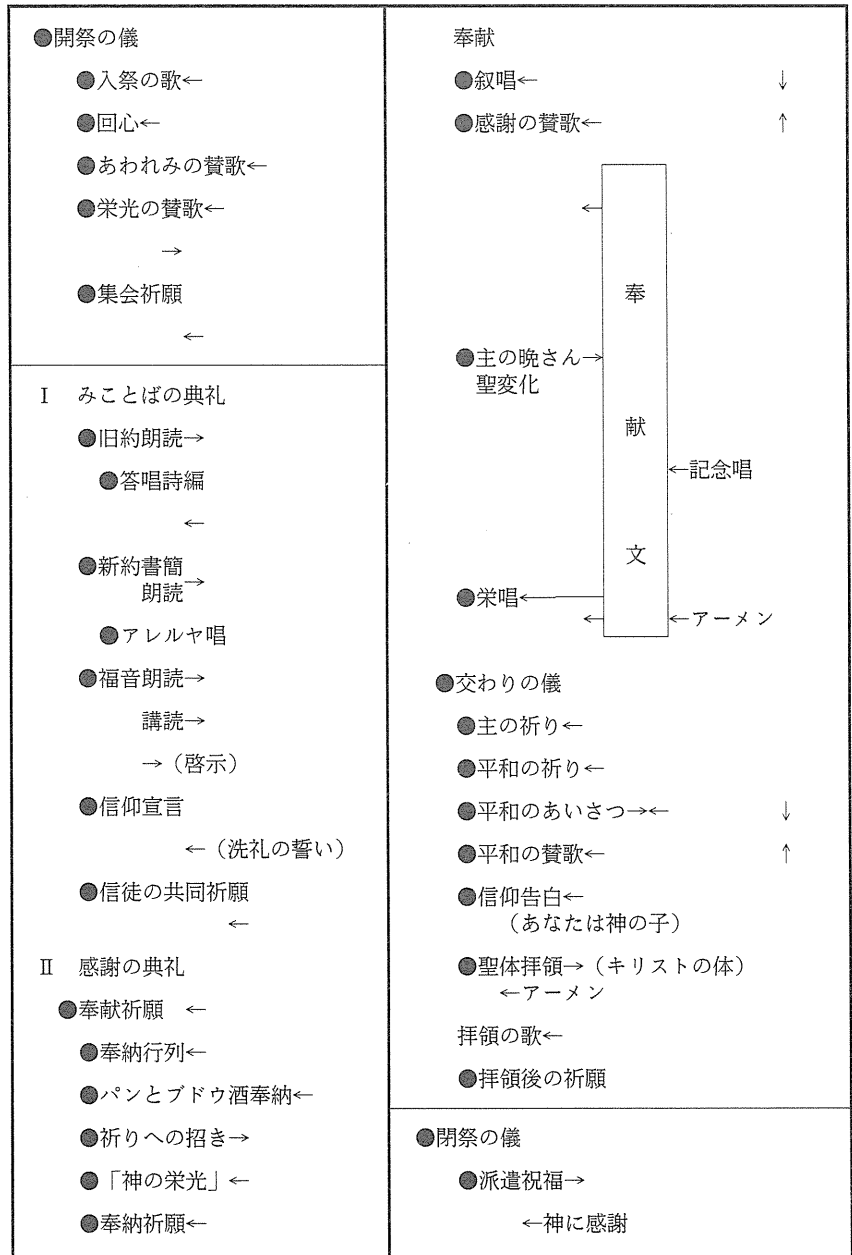 ●開祭の儀
●入祭の歌←
●回心←
●あわれみの賛歌←
●栄光の賛歌←
→
●集会祈願
←
Ⅰ みことばの典礼
●旧約朗読→
●答唱詩編
←
●新約書簡
朗読→
●アレルヤ唱
●福音朗読→
講読→
→（啓示）
●信仰宣言
←（洗礼の誓い）
●信徒の共同祈願
←
Ⅱ 感謝の典礼
●奉献祈願 ←
●奉納行列←
●パンとブドウ酒奉納←
●祈りへの招き→
●「神の栄光」←
●奉納祈願←
奉献
●叙唱← ↓
●感謝の賛歌← ↑
←
奉献文
●主の晩さん→
聖変化
←記念唱
●栄唱←
← ←アーメン
●交わりの儀
●主の祈り←
●平和の祈り←
●平和のあいさつ→← ↓
●平和の賛歌← ↑
●信仰告白←
（あなたは神の子）
●聖体拝領→（キリストの体）
←アーメン
拝領の歌←
●拝領後の祈願
●閉祭の儀
●派遣祝福→
←神に感謝